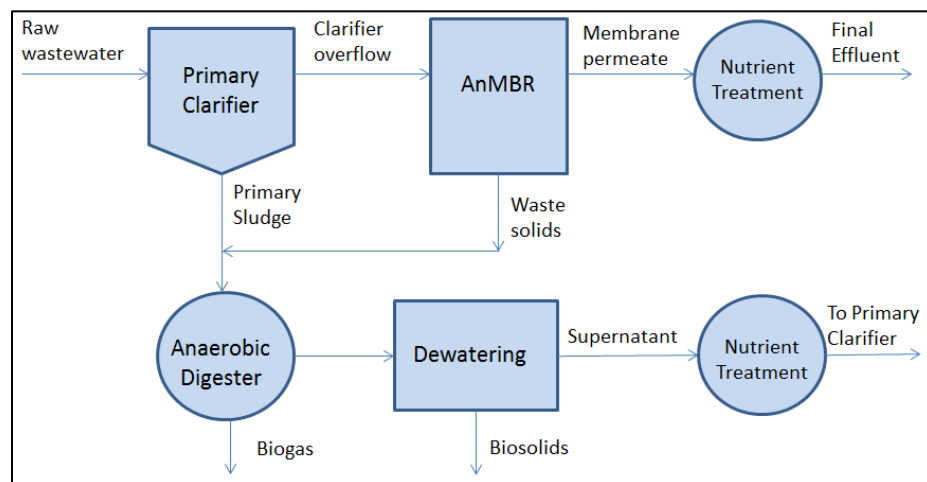 Raw
wastewater
Primary
Clarifier
Clarifier
overflow
AnMBR
Membrane
permeate
Nutrient
Treatment
Final
Effluent
Primary
Sludge
Waste
solids
Anaerobic
Digester
Dewatering
Supernatant
Nutrient
Treatment
To Primary
Clarifier
Biogas
Biosolids